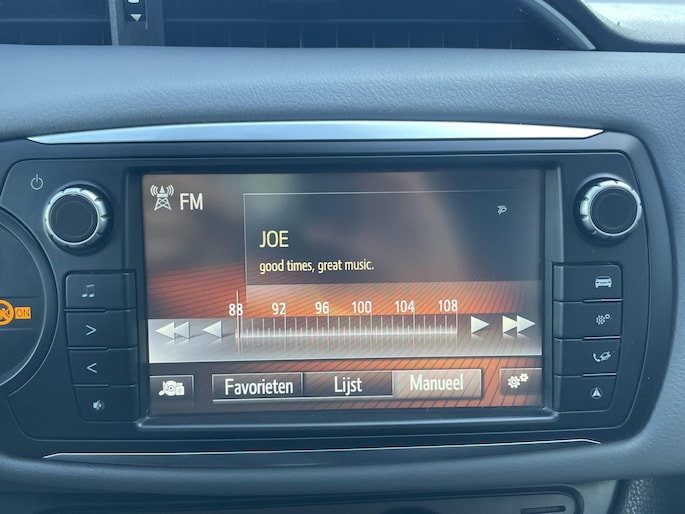 FM
JOE
good times, great music.
88 92 96 100 104 108
Favorieten Lijst Manueel
ON